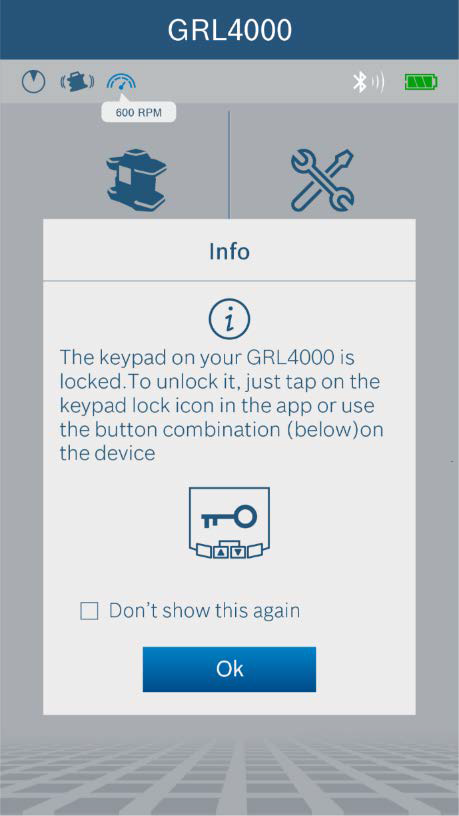 GRL4000
600 RPM
Info
The keypad on your GRL4000 is
locked.To unlock it, just tap on the
keypad lock icon in the app or use
the button combination (below)on
the device
Don't show this again
Ok